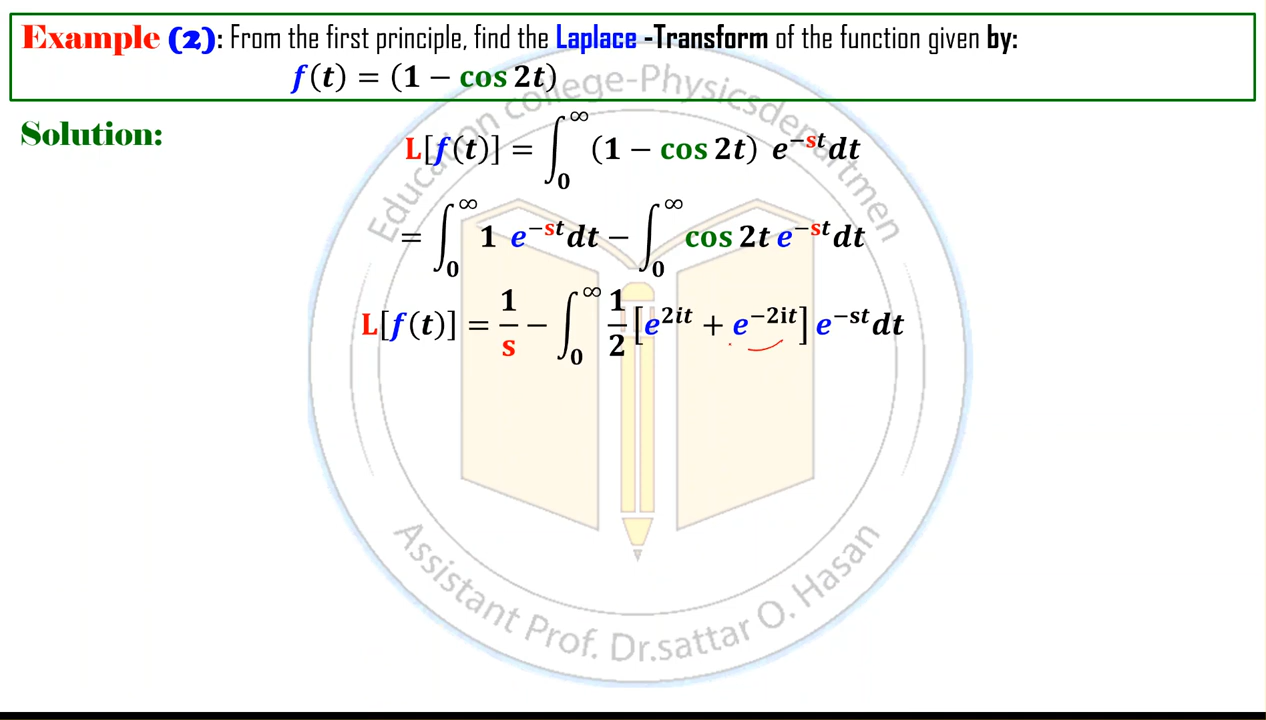 Example (2): From the first principle, find the Laplace -Transform of the function given by:
f(t) = (1 − cos 2t)
Solution:
L[f(t)] = ∫₀^∞ (1 − cos 2t) e^{−st} dt
= ∫₀^∞ 1 e^{−st} dt − ∫₀^∞ cos 2t e^{−st} dt
L[f(t)] = 1/s − ∫₀^∞ 1/2 [e^{2it} + e^{−2it}] e^{−st} dt
Education college-Physicsdepartmen
Assistant Prof. Dr.sattar O. Hasan